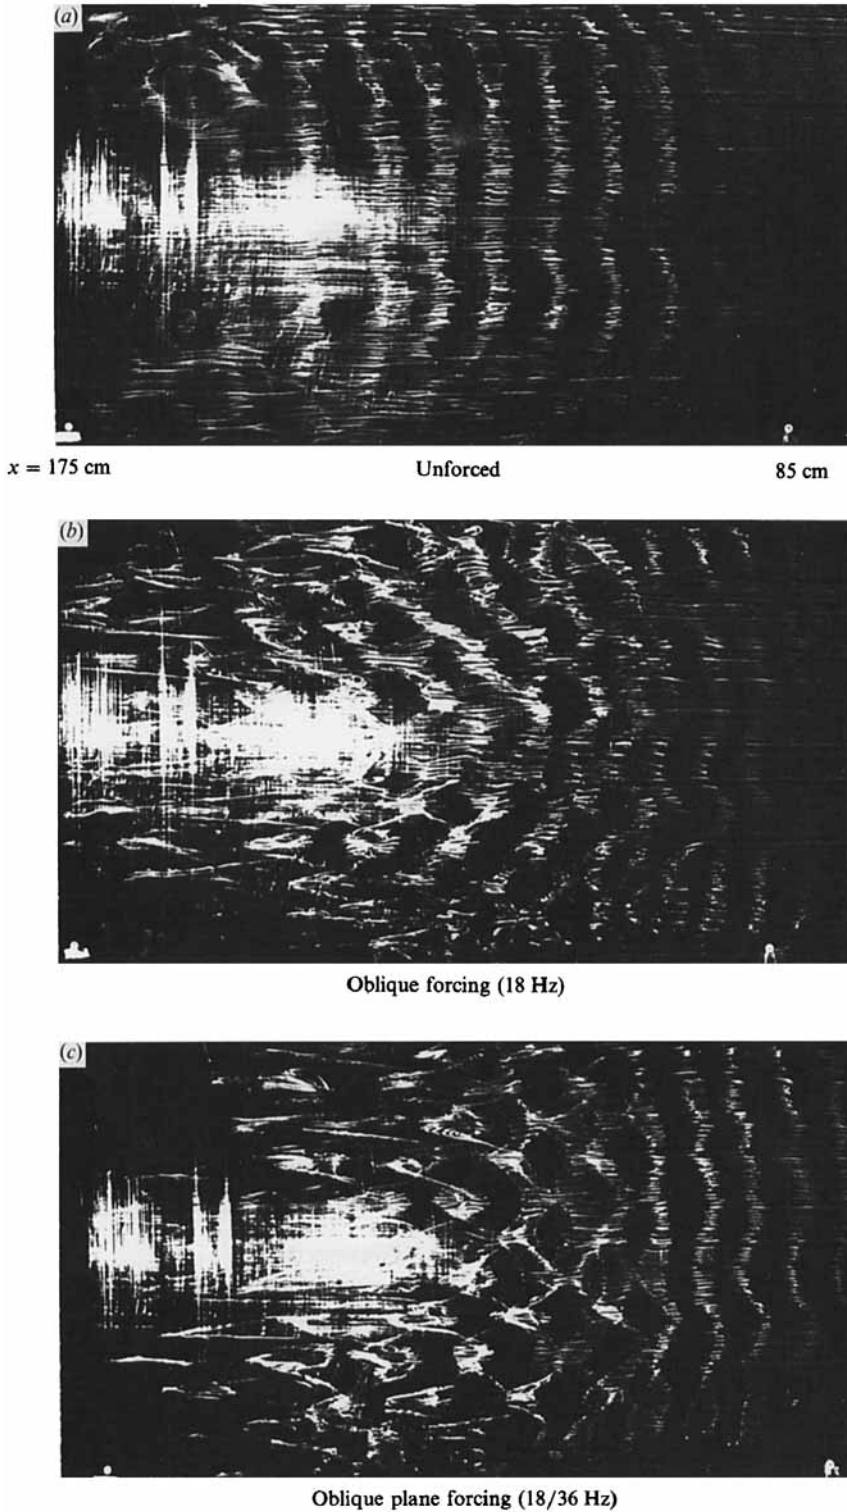 (a)
x = 175 cm Unforced 85 cm
(b)
Oblique forcing (18 Hz)
(c)
Oblique plane forcing (18/36 Hz)